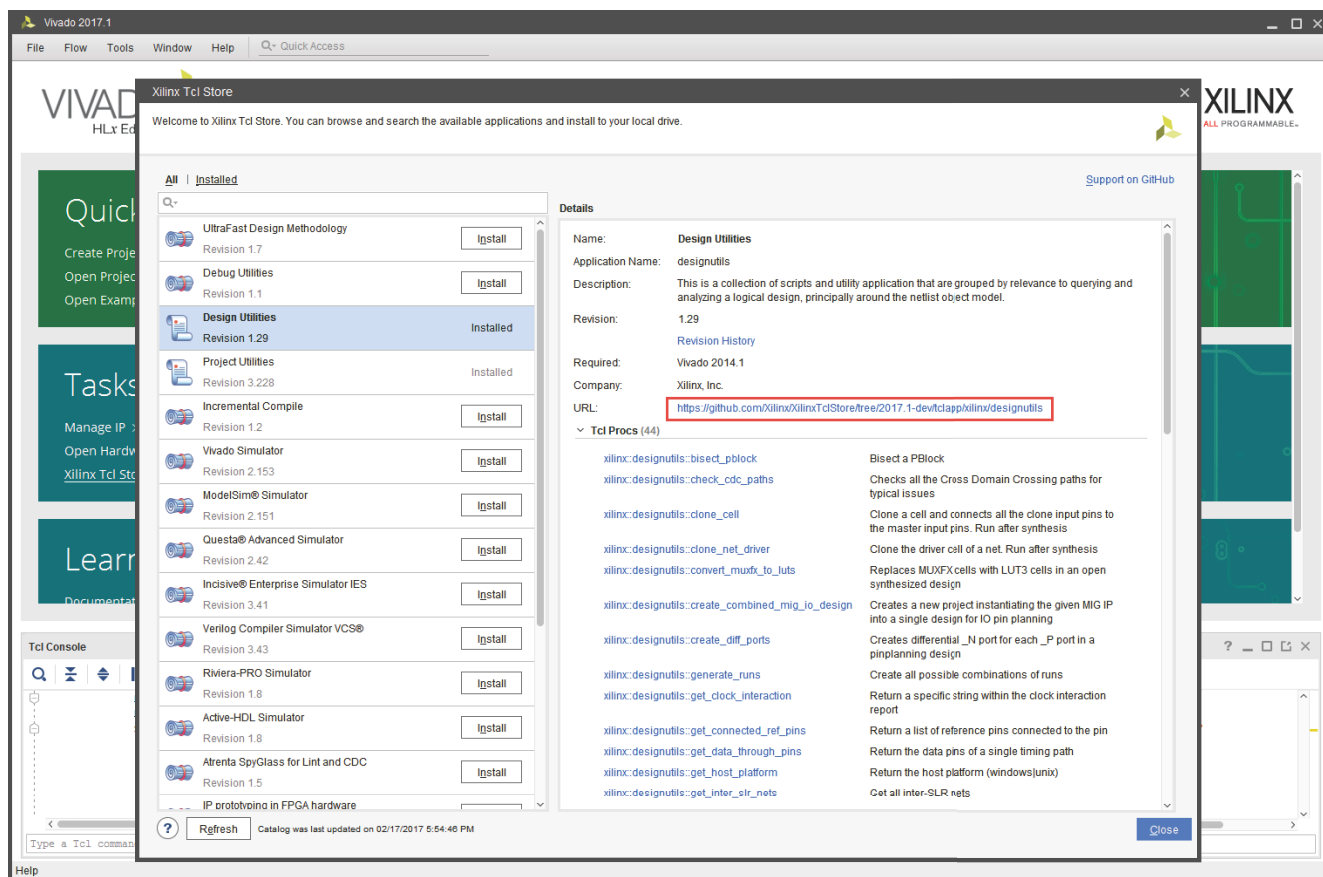 Vivado 2017.1
File Flow Tools Window Help Quick Access
VIVAD
HLx Ed
XILINX
ALL PROGRAMMABLE™
Xilinx Tcl Store
Welcome to Xilinx Tcl Store. You can browse and search the available applications and install to your local drive.
All | Installed
Support on GitHub
Quick
Create Proje
Open Projec
Open Examp
Tasks
Manage IP >
Open Hardw
Xilinx Tcl Sto
Learn
Documentat
UltraFast Design Methodology
Revision 1.7
Install
Debug Utilities
Revision 1.1
Install
Design Utilities
Revision 1.29
Installed
Project Utilities
Revision 3.228
Installed
Incremental Compile
Revision 1.2
Install
Vivado Simulator
Revision 2.153
Install
ModelSim® Simulator
Revision 2.151
Install
Questa® Advanced Simulator
Revision 2.42
Install
Incisive® Enterprise Simulator IES
Revision 3.41
Install
Verilog Compiler Simulator VCS®
Revision 3.43
Install
Riviera-PRO Simulator
Revision 1.8
Install
Active-HDL Simulator
Revision 1.8
Install
Atrenta SpyGlass for Lint and CDC
Revision 1.5
Install
IP prototyping in FPGA hardware
Details
Name: Design Utilities
Application Name: designutils
Description: This is a collection of scripts and utility application that are grouped by relevance to querying and
analyzing a logical design, principally around the netlist object model.
Revision: 1.29
Revision History
Required: Vivado 2014.1
Company: Xilinx, Inc.
URL: https://github.com/Xilinx/XilinxTclStore/tree/2017.1-dev/tclapp/xilinx/designutils
Tcl Procs (44)
xilinx::designutils::bisect_pblock Bisect a PBlock
xilinx::designutils::check_cdc_paths Checks all the Cross Domain Crossing paths for
typical issues
xilinx::designutils::clone_cell Clone a cell and connects all the clone input pins to
the master input pins. Run after synthesis
xilinx::designutils::clone_net_driver Clone the driver cell of a net. Run after synthesis
xilinx::designutils::convert_muxfx_to_luts Replaces MUXFX cells with LUT3 cells in an open
synthesized design
xilinx::designutils::create_combined_mig_io_design Creates a new project instantiating the given MIG IP
into a single design for IO pin planning
xilinx::designutils::create_diff_ports Creates differential _N port for each _P port in a
pinplanning design
xilinx::designutils::generate_runs Create all possible combinations of runs
xilinx::designutils::get_clock_interaction Return a specific string within the clock interaction
report
xilinx::designutils::get_connected_ref_pins Return a list of reference pins connected to the pin
xilinx::designutils::get_data_through_pins Return the data pins of a single timing path
xilinx::designutils::get_host_platform Return the host platform (windows|unix)
xilinx::designutils::get_inter_slr_nets Get all inter-SLR nets
? Refresh Catalog was last updated on 02/17/2017 5:54:46 PM
Close
Tcl Console
Type a Tcl comman
Help